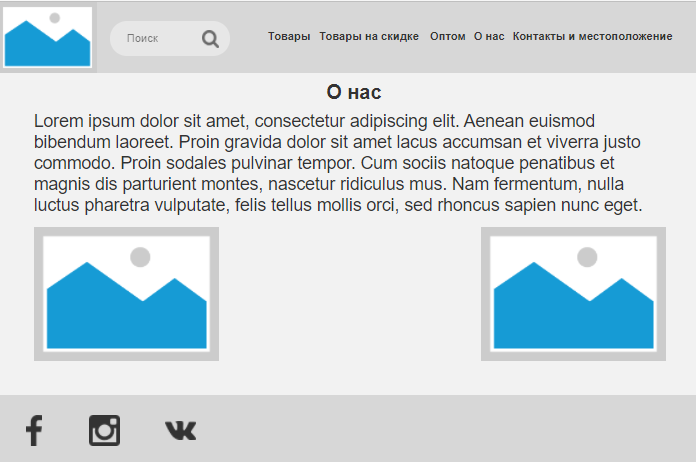 Поиск
Товары Товары на скидке Оптом О нас Контакты и местоположение
О нас
Lorem ipsum dolor sit amet, consectetur adipiscing elit. Aenean euismod
bibendum laoreet. Proin gravida dolor sit amet lacus accumsan et viverra justo
commodo. Proin sodales pulvinar tempor. Cum sociis natoque penatibus et
magnis dis parturient montes, nascetur ridiculus mus. Nam fermentum, nulla
luctus pharetra vulputate, felis tellus mollis orci, sed rhoncus sapien nunc eget.